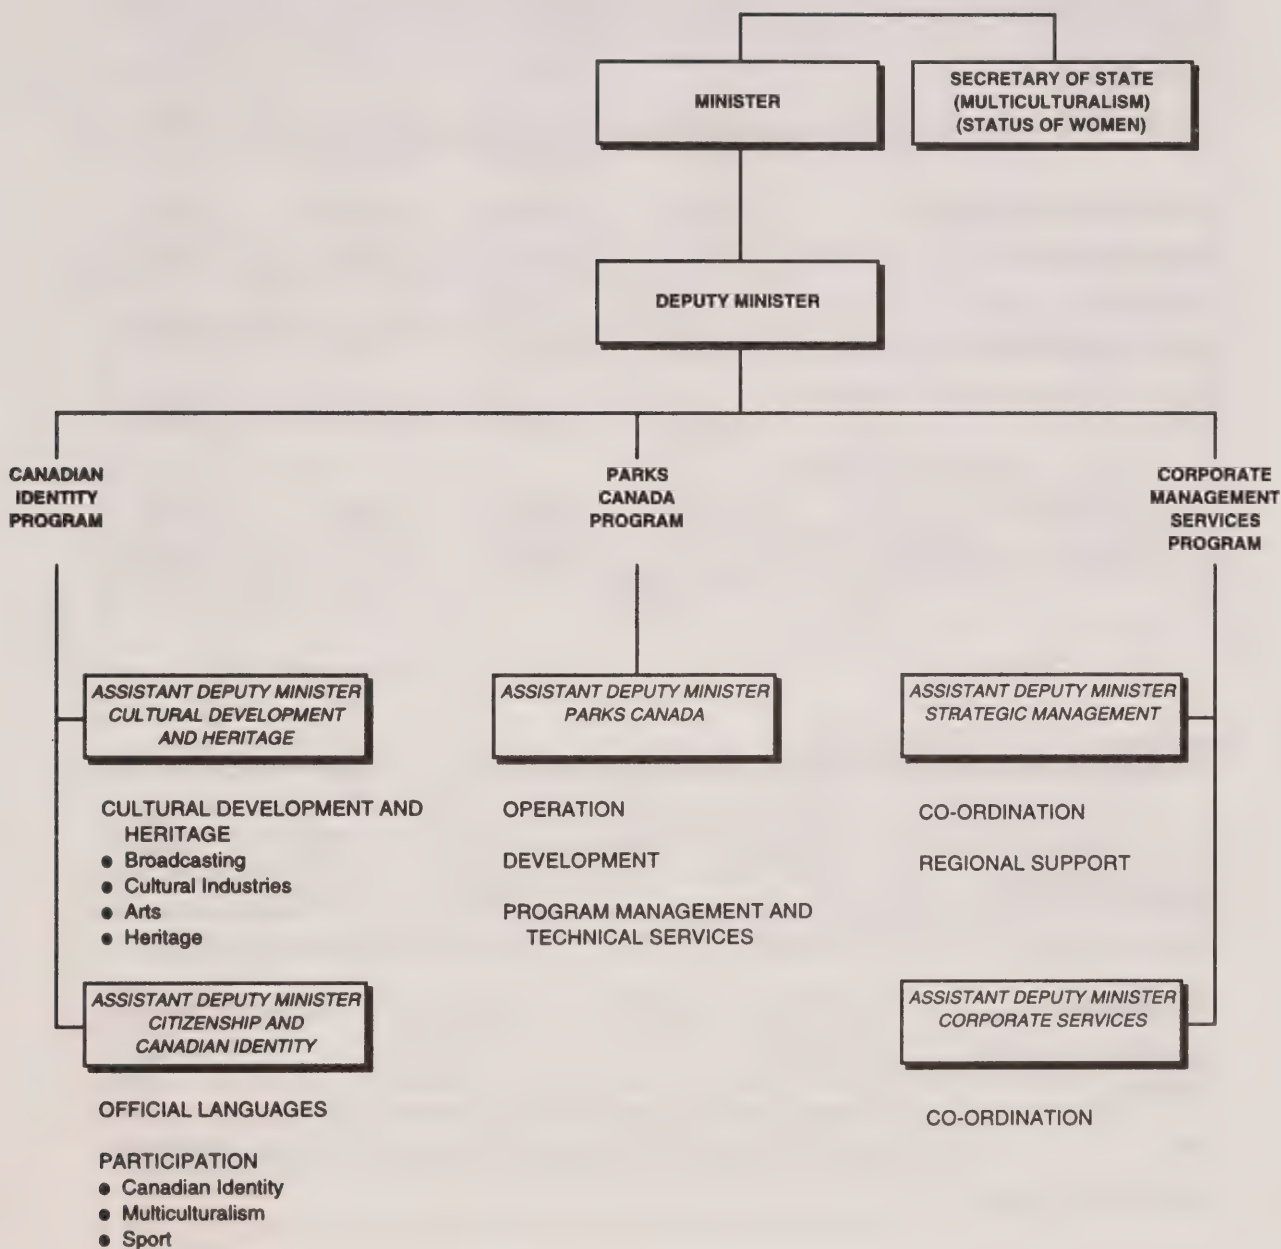 MINISTER
SECRETARY OF STATE
(MULTICULTURALISM)
(STATUS OF WOMEN)
DEPUTY MINISTER
CANADIAN
IDENTITY
PROGRAM
PARKS
CANADA
PROGRAM
CORPORATE
MANAGEMENT
SERVICES
PROGRAM
ASSISTANT DEPUTY MINISTER
CULTURAL DEVELOPMENT
AND HERITAGE
CULTURAL DEVELOPMENT AND
HERITAGE
● Broadcasting
● Cultural Industries
● Arts
● Heritage
ASSISTANT DEPUTY MINISTER
CITIZENSHIP AND
CANADIAN IDENTITY
OFFICIAL LANGUAGES
PARTICIPATION
● Canadian Identity
● Multiculturalism
● Sport
ASSISTANT DEPUTY MINISTER
PARKS CANADA
OPERATION
DEVELOPMENT
PROGRAM MANAGEMENT AND
TECHNICAL SERVICES
ASSISTANT DEPUTY MINISTER
STRATEGIC MANAGEMENT
CO-ORDINATION
REGIONAL SUPPORT
ASSISTANT DEPUTY MINISTER
CORPORATE SERVICES
CO-ORDINATION